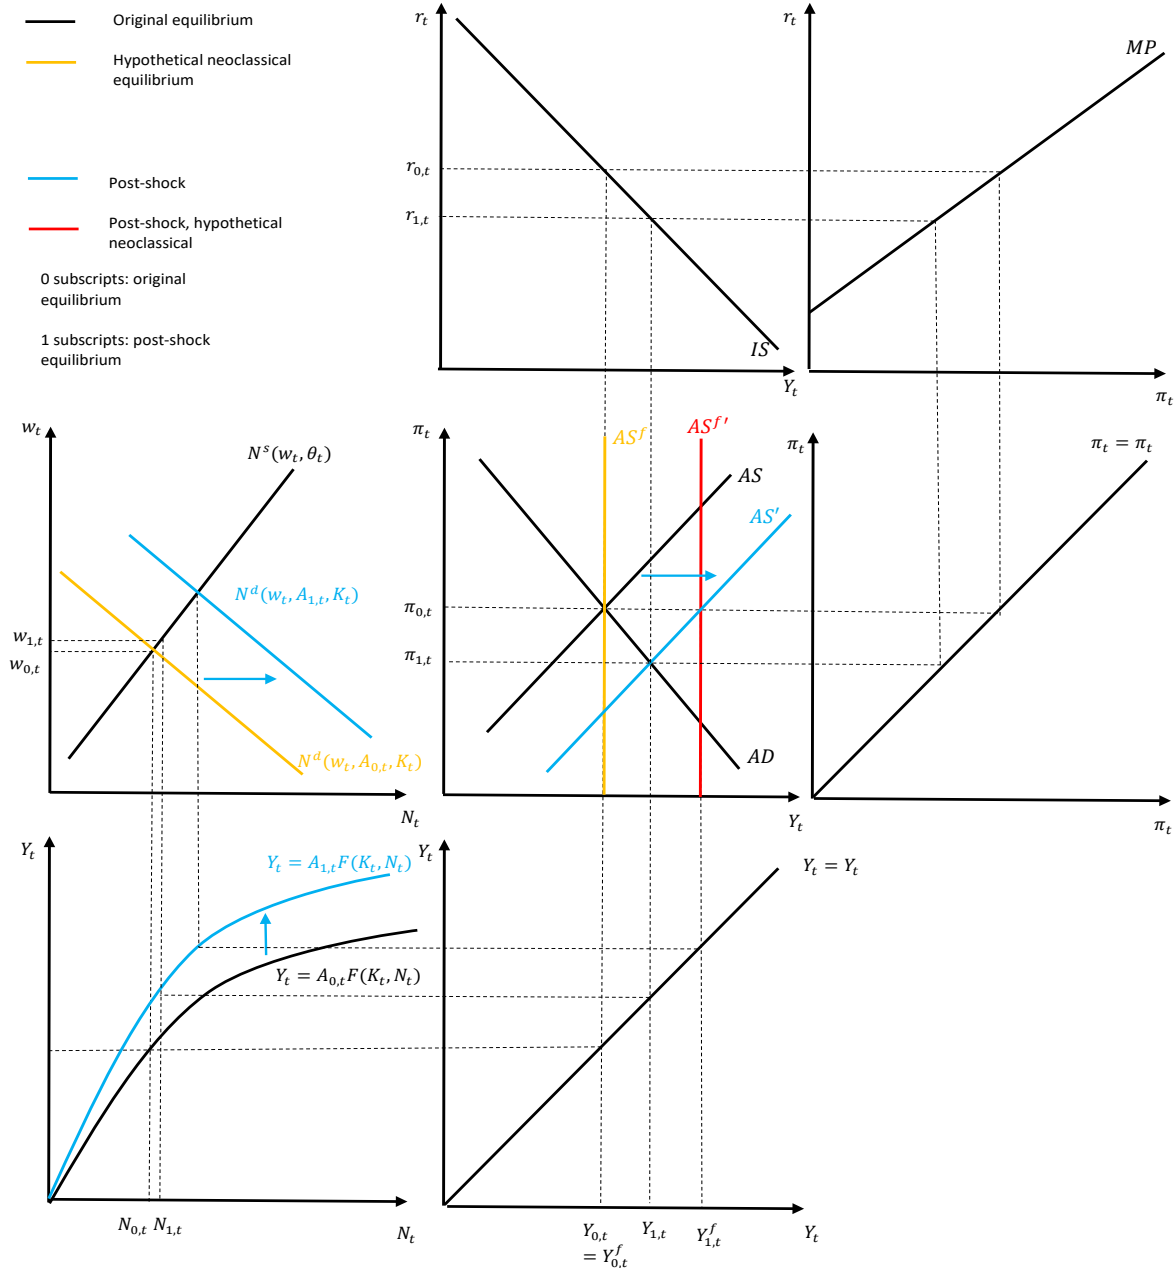 Original equilibrium
Hypothetical neoclassical
equilibrium
Post-shock
Post-shock, hypothetical
neoclassical
0 subscripts: original
equilibrium
1 subscripts: post-shock
equilibrium
r_t
r_{0,t}
r_{1,t}
IS
Y_t
r_t
MP
π_t
w_t
N^s(w_t, θ_t)
N^d(w_t, A_{1,t}, K_t)
w_{1,t}
w_{0,t}
N^d(w_t, A_{0,t}, K_t)
N_t
π_t
AS^f
AS^{f'}
AS
AS'
π_{0,t}
π_{1,t}
AD
Y_t
π_t
π_t = π_t
π_t
Y_t
Y_t = A_{1,t}F(K_t, N_t)
Y_t = A_{0,t}F(K_t, N_t)
N_{0,t}
N_{1,t}
N_t
Y_t
Y_t = Y_t
Y_{0,t}
= Y_{0,t}^f
Y_{1,t}
Y_{1,t}^f
Y_t